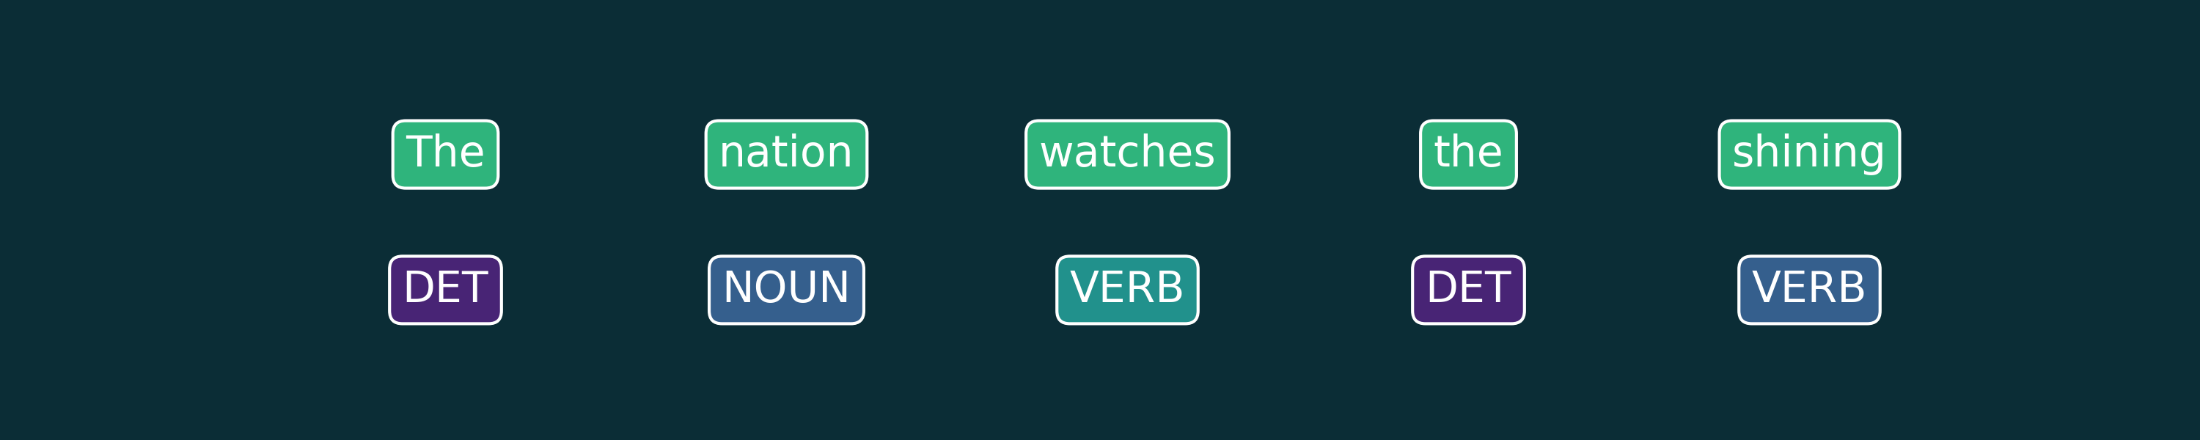 The nation watches the shining
DET NOUN VERB DET VERB